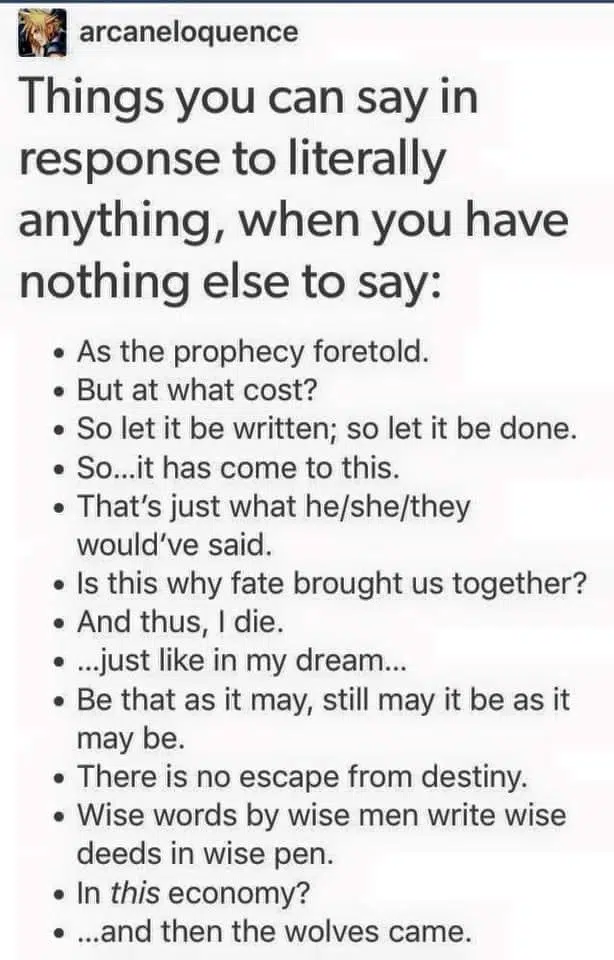 arcaneloquence
Things you can say in
response to literally
anything, when you have
nothing else to say:
• As the prophecy foretold.
• But at what cost?
• So let it be written; so let it be done.
• So...it has come to this.
• That's just what he/she/they
would've said.
• Is this why fate brought us together?
• And thus, I die.
• ...just like in my dream...
• Be that as it may, still may it be as it
may be.
• There is no escape from destiny.
• Wise words by wise men write wise
deeds in wise pen.
• In this economy?
• ...and then the wolves came.